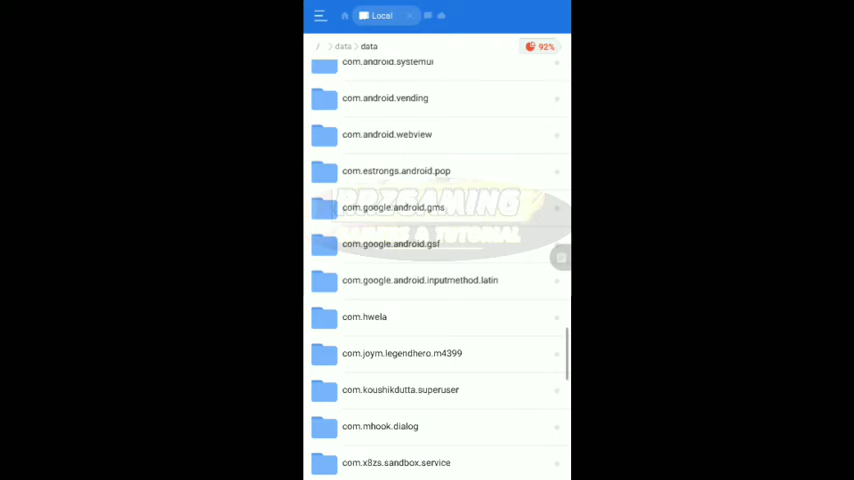 Local
/ data data
92%
com.android.systemui
com.android.vending
com.android.webview
com.estrongs.android.pop
com.google.android.gms
com.google.android.gsf
com.google.android.inputmethod.latin
com.hwela
com.joym.legendhero.m4399
com.koushikdutta.superuser
com.mhook.dialog
com.x8zs.sandbox.service